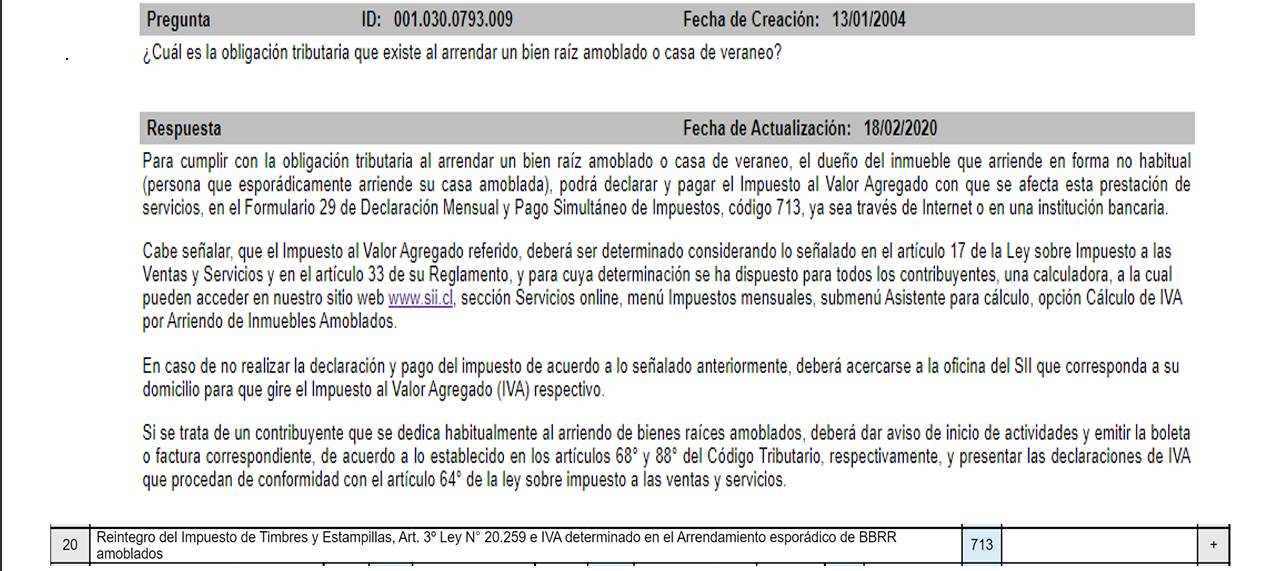 Pregunta ID: 001.030.0793.009 Fecha de Creación: 13/01/2004
¿Cuál es la obligación tributaria que existe al arrendar un bien raíz amoblado o casa de veraneo?
Respuesta Fecha de Actualización: 18/02/2020
Para cumplir con la obligación tributaria al arrendar un bien raíz amoblado o casa de veraneo, el dueño del inmueble que arriende en forma no habitual
(persona que esporádicamente arriende su casa amoblada), podrá declarar y pagar el Impuesto al Valor Agregado con que se afecta esta prestación de
servicios, en el Formulario 29 de Declaración Mensual y Pago Simultáneo de Impuestos, código 713, ya sea través de Internet o en una institución bancaria.
Cabe señalar, que el Impuesto al Valor Agregado referido, deberá ser determinado considerando lo señalado en el artículo 17 de la Ley sobre Impuesto a las
Ventas y Servicios y en el artículo 33 de su Reglamento, y para cuya determinación se ha dispuesto para todos los contribuyentes, una calculadora, a la cual
pueden acceder en nuestro sitio web www.sii.cl, sección Servicios online, menú Impuestos mensuales, submenú Asistente para cálculo, opción Cálculo de IVA
por Arriendo de Inmuebles Amoblados.
En caso de no realizar la declaración y pago del impuesto de acuerdo a lo señalado anteriormente, deberá acercarse a la oficina del SII que corresponda a su
domicilio para que gire el Impuesto al Valor Agregado (IVA) respectivo.
Si se trata de un contribuyente que se dedica habitualmente al arriendo de bienes raíces amoblados, deberá dar aviso de inicio de actividades y emitir la boleta
o factura correspondiente, de acuerdo a lo establecido en los artículos 68° y 88° del Código Tributario, respectivamente, y presentar las declaraciones de IVA
que procedan de conformidad con el artículo 64° de la ley sobre impuesto a las ventas y servicios.
20 Reintegro del Impuesto de Timbres y Estampillas, Art. 3º Ley N° 20.259 e IVA determinado en el Arrendamiento esporádico de BBRR 713 +
amoblados